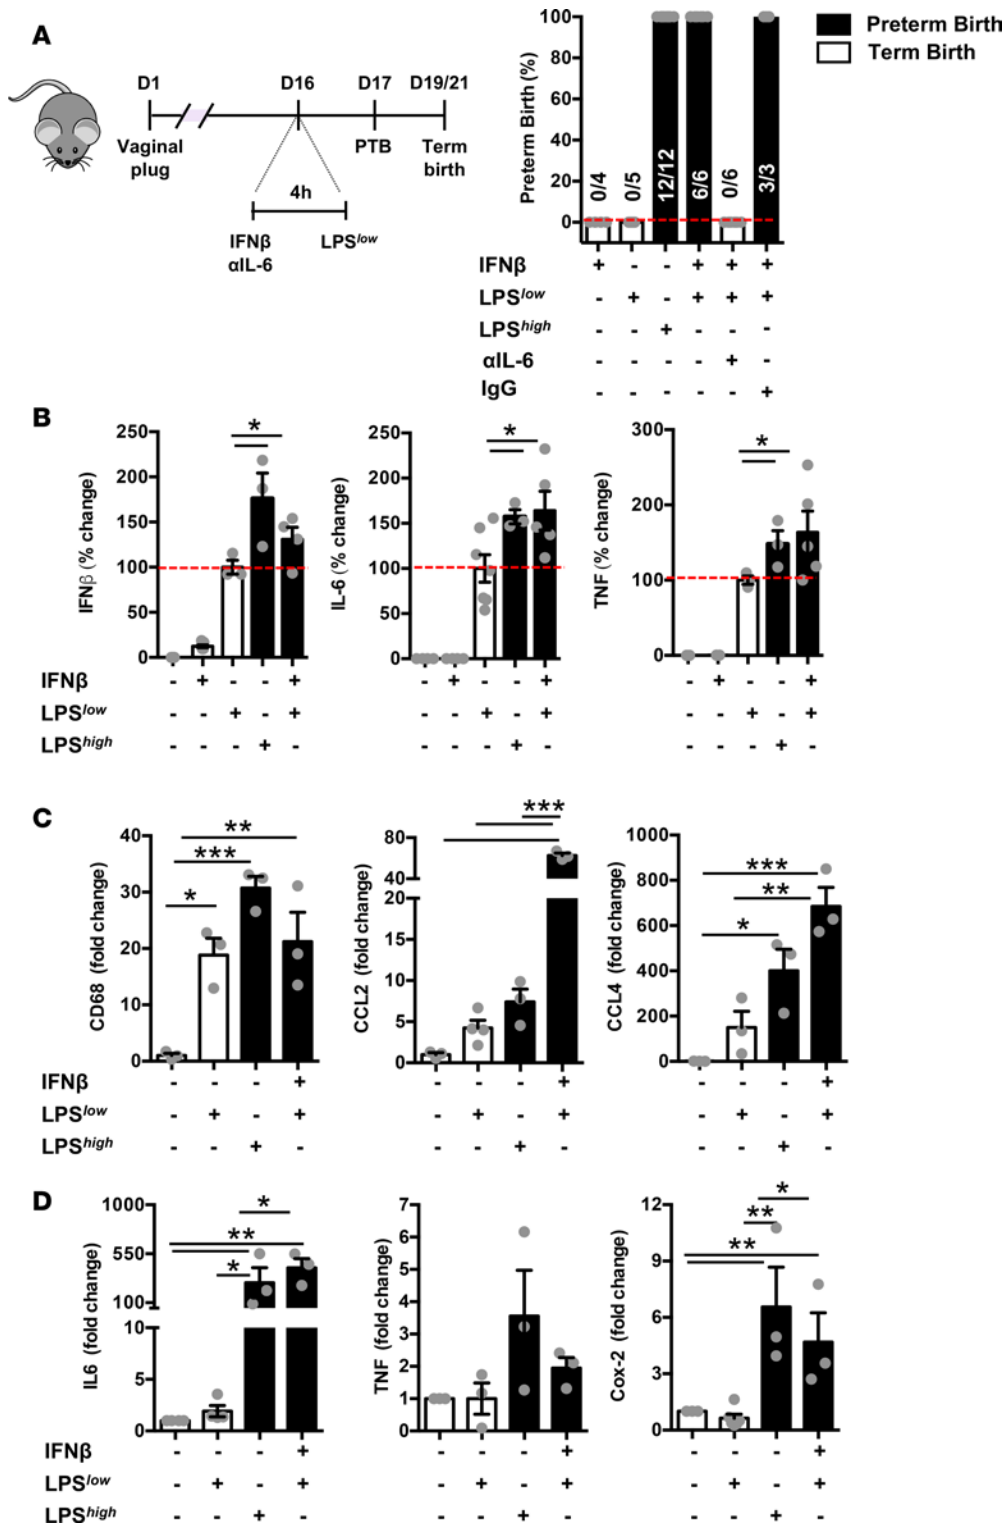 A
D1
D16
D17
D19/21
Vaginal
plug
PTB
Term
birth
4h
IFNβ
αIL-6
LPSlow
Preterm Birth (%)
100
80
60
40
20
0
0/4
0/5
12/12
6/6
0/6
3/3
Preterm Birth
Term Birth
IFNβ + - - + + +
LPSlow - + - + + +
LPShigh - - + - - -
αIL-6 - - - - + -
IgG - - - - - +
B
IFNβ (% change)
250
200
150
100
50
0
*
IL-6 (% change)
250
200
150
100
50
0
*
TNF (% change)
300
200
100
0
*
IFNβ - + - - + - + - - + - + - - +
LPSlow - - + - + - - + - + - - + - +
LPShigh - - - + - - - - + - - - - + -
C
CD68 (fold change)
40
30
20
10
0
**
***
*
CCL2 (fold change)
80
40
20
15
10
5
0
***
CCL4 (fold change)
1000
800
600
400
200
0
***
**
*
IFNβ - - - + - - - + - - - +
LPSlow - + - + - + - + - + - +
LPShigh - - + - - - + - - - + -
D
IL6 (fold change)
1000
550
100
10
5
0
*
**
*
TNF (fold change)
7
6
5
4
3
2
1
0
Cox-2 (fold change)
12
9
6
3
0
*
**
**
IFNβ - - - + - - - + - - - +
LPSlow - + - + - + - + - + - +
LPShigh - - + - - - + - - - + -